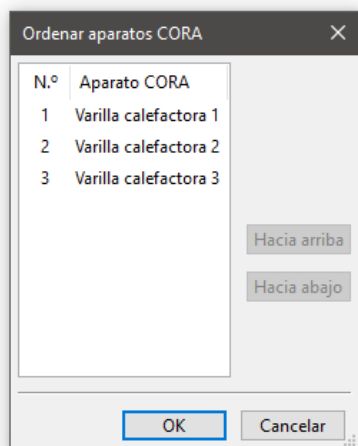 Ordenar aparatos CORA
N.º Aparato CORA
1 Varilla calefactora 1
2 Varilla calefactora 2
3 Varilla calefactora 3
Hacia arriba
Hacia abajo
OK Cancelar